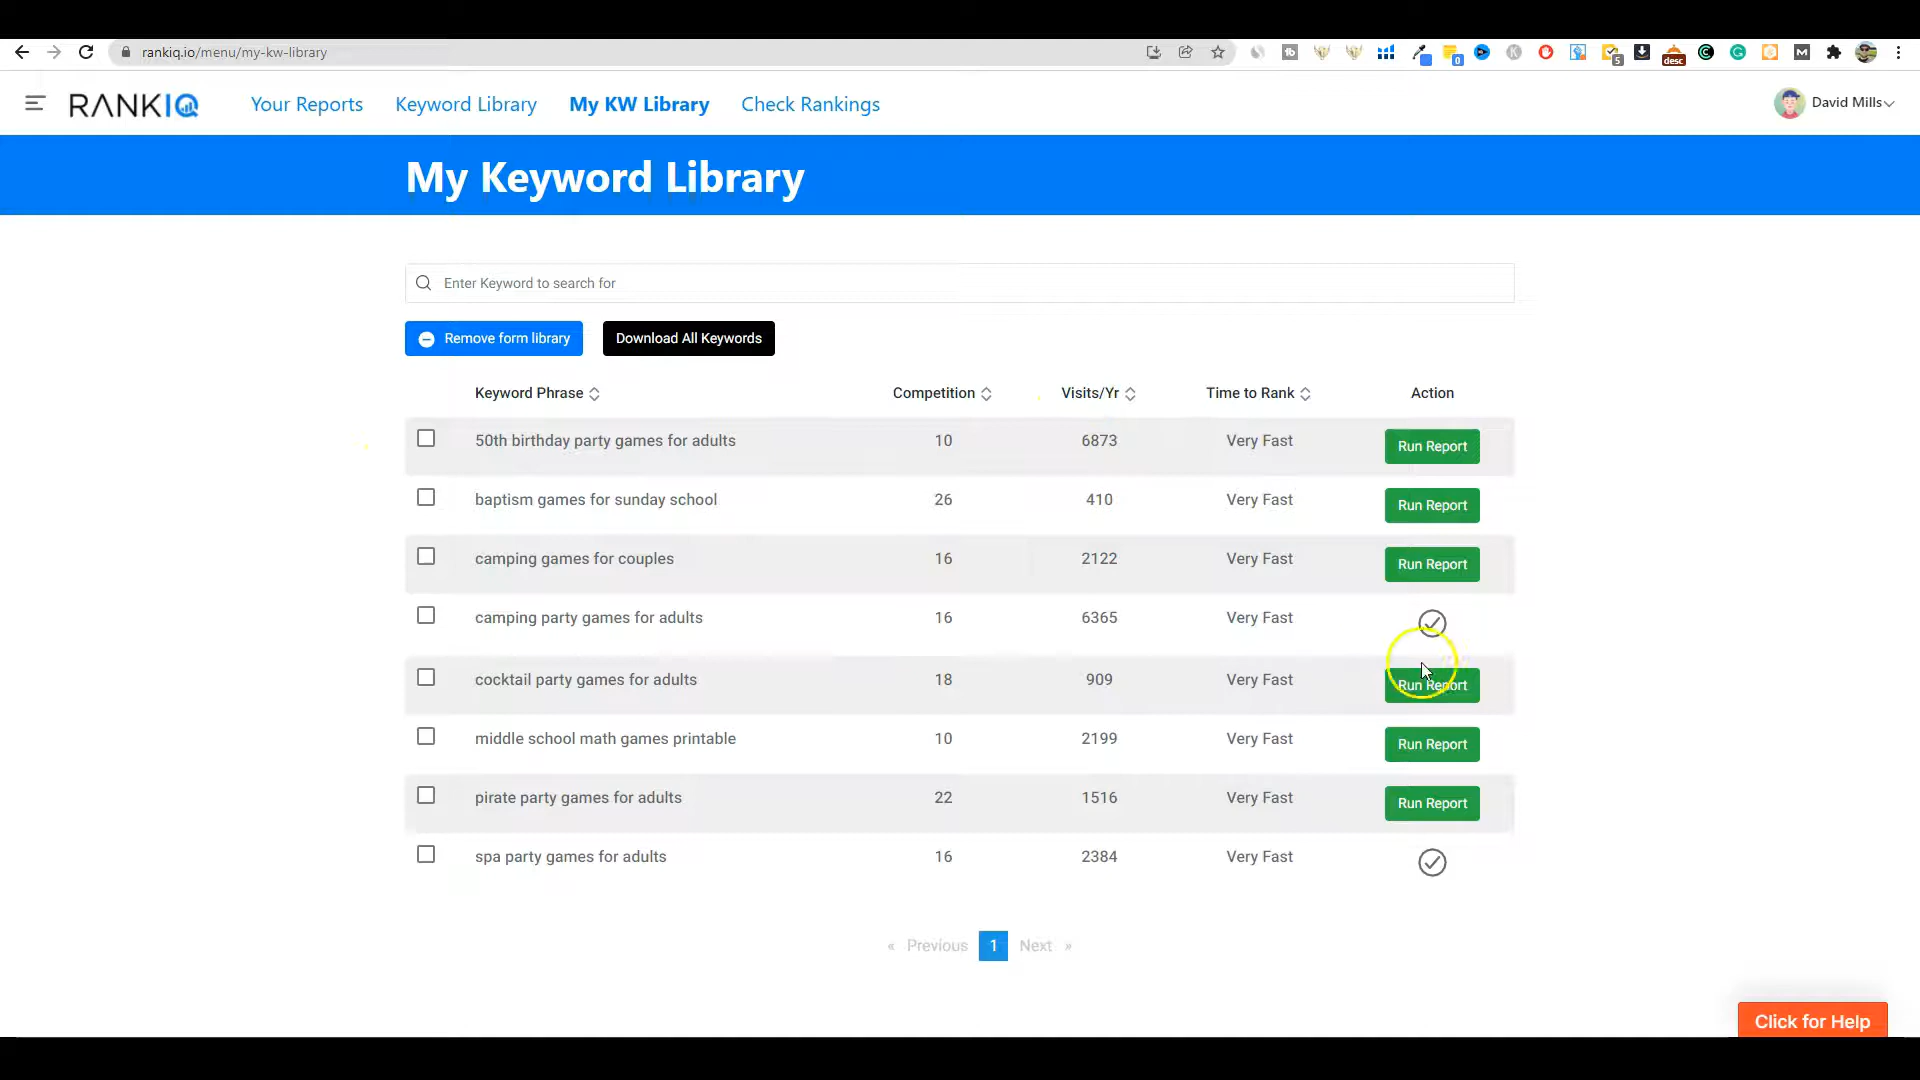 rankiq.io/menu/my-kw-library
0
5
desc
RANKIQ Your Reports Keyword Library My KW Library Check Rankings David Mills
My Keyword Library
Enter Keyword to search for
Remove form library Download All Keywords
Keyword Phrase Competition Visits/Yr Time to Rank Action
50th birthday party games for adults 10 6873 Very Fast Run Report
baptism games for sunday school 26 410 Very Fast Run Report
camping games for couples 16 2122 Very Fast Run Report
camping party games for adults 16 6365 Very Fast
cocktail party games for adults 18 909 Very Fast Run Report
middle school math games printable 10 2199 Very Fast Run Report
pirate party games for adults 22 1516 Very Fast Run Report
spa party games for adults 16 2384 Very Fast
« Previous 1 Next »
Click for Help